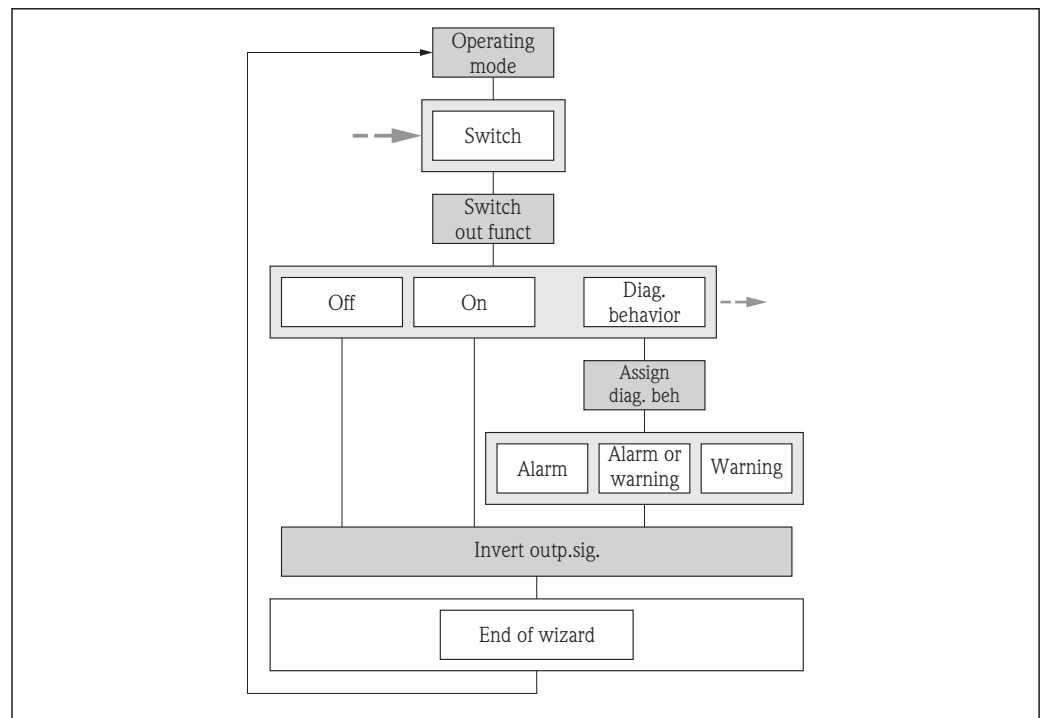 Operating
mode
Switch
Switch
out funct
Off
On
Diag.
behavior
Assign
diag. beh
Alarm
Alarm or
warning
Warning
Invert outp.sig.
End of wizard